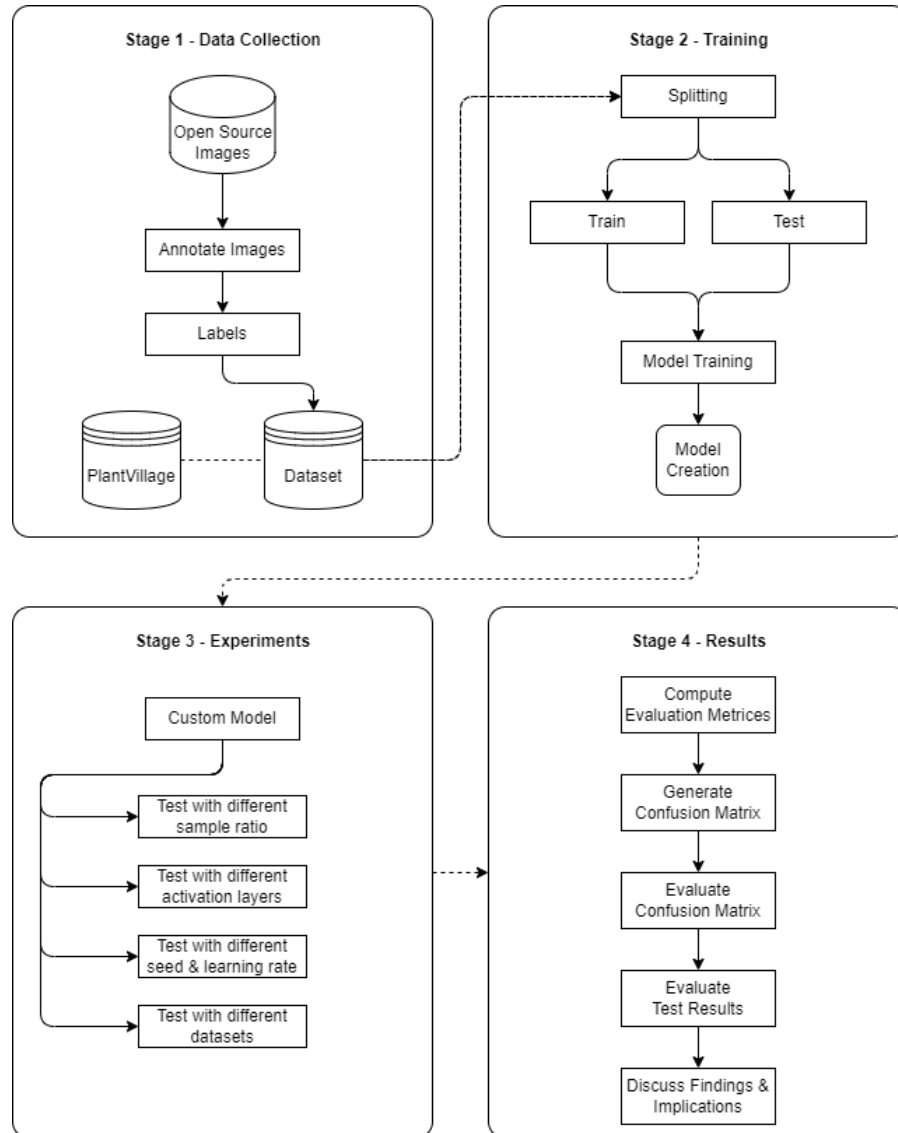 Stage 1 - Data Collection
Open Source
Images
Annotate Images
Labels
PlantVillage
Dataset
Stage 2 - Training
Splitting
Train
Test
Model Training
Model
Creation
Stage 3 - Experiments
Custom Model
Test with different
sample ratio
Test with different
activation layers
Test with different
seed & learning rate
Test with different
datasets
Stage 4 - Results
Compute
Evaluation Metrices
Generate
Confusion Matrix
Evaluate
Confusion Matrix
Evaluate
Test Results
Discuss Findings &
Implications